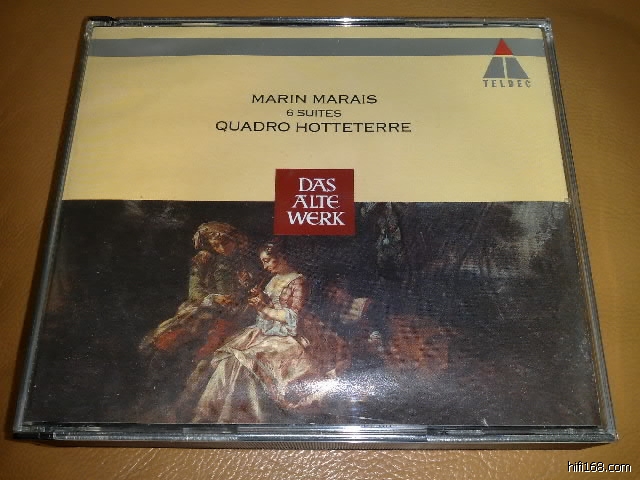 TELDEC
MARIN MARAIS
6 SUITES
QUADRO HOTTETERRE
DAS
ALTE
WERK
hifi168.com